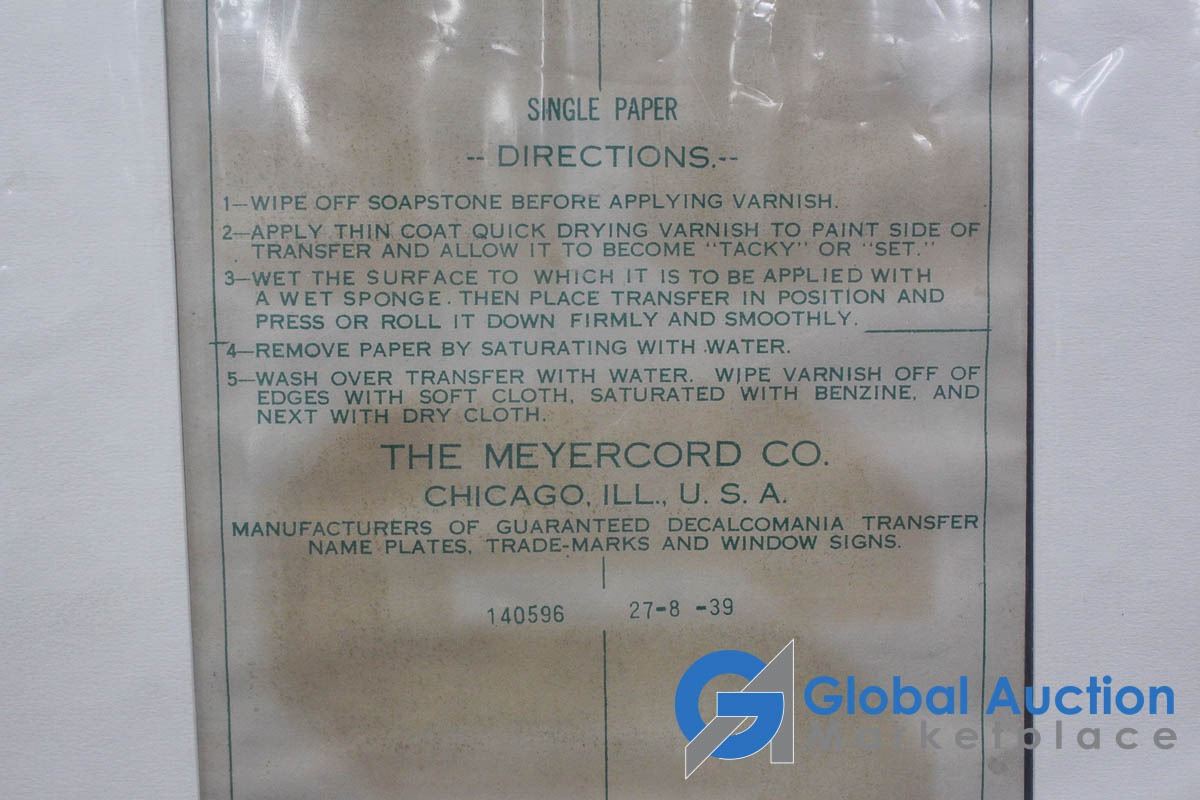 SINGLE PAPER
-- DIRECTIONS.--
1—WIPE OFF SOAPSTONE BEFORE APPLYING VARNISH.
2—APPLY THIN COAT QUICK DRYING VARNISH TO PAINT SIDE OF
TRANSFER AND ALLOW IT TO BECOME "TACKY" OR "SET."
3—WET THE SURFACE TO WHICH IT IS TO BE APPLIED WITH
A WET SPONGE. THEN PLACE TRANSFER IN POSITION AND
PRESS OR ROLL IT DOWN FIRMLY AND SMOOTHLY.
4—REMOVE PAPER BY SATURATING WITH WATER.
5—WASH OVER TRANSFER WITH WATER. WIPE VARNISH OFF OF
EDGES WITH SOFT CLOTH, SATURATED WITH BENZINE, AND
NEXT WITH DRY CLOTH.
THE MEYERCORD CO.
CHICAGO, ILL., U. S. A.
MANUFACTURERS OF GUARANTEED DECALCOMANIA TRANSFER
NAME PLATES, TRADE-MARKS AND WINDOW SIGNS.
140596 27-8 -39
GA Global Auction
Marketplace